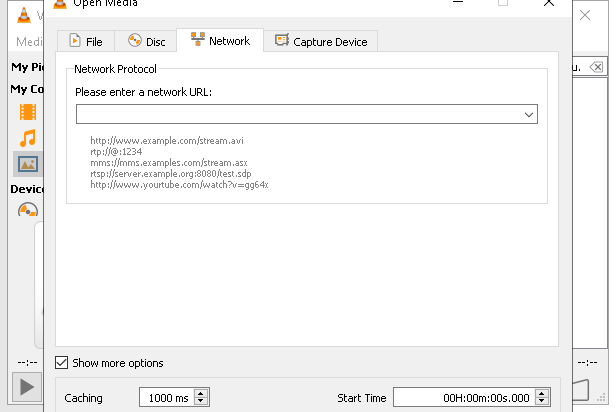 Open Media
V
Medi
File
Disc
Network
Capture Device
My Pi
u.
My Co
Network Protocol
Please enter a network URL:
http://www.example.com/stream.avi
rtp://@:1234
mms://mms.examples.com/stream.asx
rtsp://server.example.org:8080/test.sdp
http://www.yourtube.com/watch?v=gg64x
Device
--:--
Show more options
--:--
Caching
1000 ms
Start Time
00H:00m:00s.000